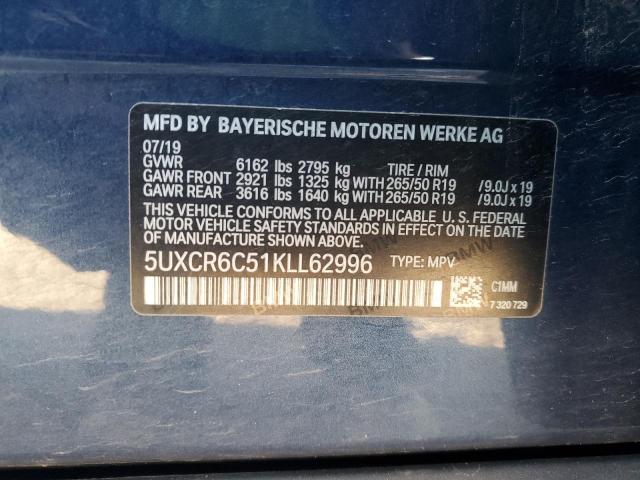 MFD BY BAYERISCHE MOTOREN WERKE AG
07/19
GVWR 6162 lbs 2795 kg TIRE / RIM
GAWR FRONT 2921 lbs 1325 kg WITH 265/50 R19 /9.0J x 19
GAWR REAR 3616 lbs 1640 kg WITH 265/50 R19 /9.0J x 19
THIS VEHICLE CONFORMS TO ALL APPLICABLE U. S. FEDERAL
MOTOR VEHICLE SAFETY STANDARDS IN EFFECT ON THE DATE
OF MANUFACTURE SHOWN ABOVE.
5UXCR6C51KLL62996 TYPE: MPV
C1MM
7 320 729